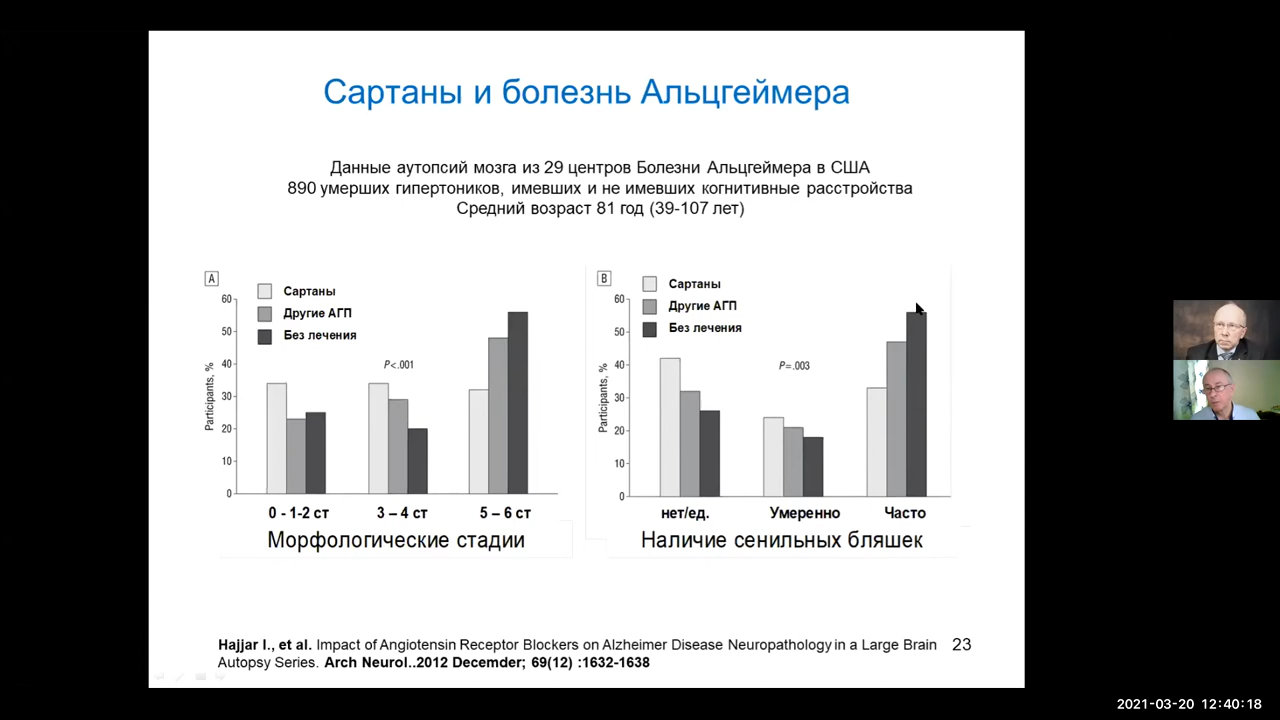 Сартаны и болезнь Альцгеймера
Данные аутопсий мозга из 29 центров Болезни Альцгеймера в США
890 умерших гипертоников, имевших и не имевших когнитивные расстройства
Средний возраст 81 год (39-107 лет)
A
Сартаны
Другие АГП
Без лечения
P<.001
Participants, %
60
50
40
30
20
10
0
0 - 1-2 ст
3 – 4 ст
5 – 6 ст
Морфологические стадии
B
Сартаны
Другие АГП
Без лечения
P=.003
Participants, %
60
50
40
30
20
10
0
нет/ед.
Умеренно
Часто
Наличие сенильных бляшек
Hajjar I., et al. Impact of Angiotensin Receptor Blockers on Alzheimer Disease Neuropathology in a Large Brain
Autopsy Series. Arch Neurol..2012 Decemder; 69(12) :1632-1638
23
2021-03-20 12:40:18